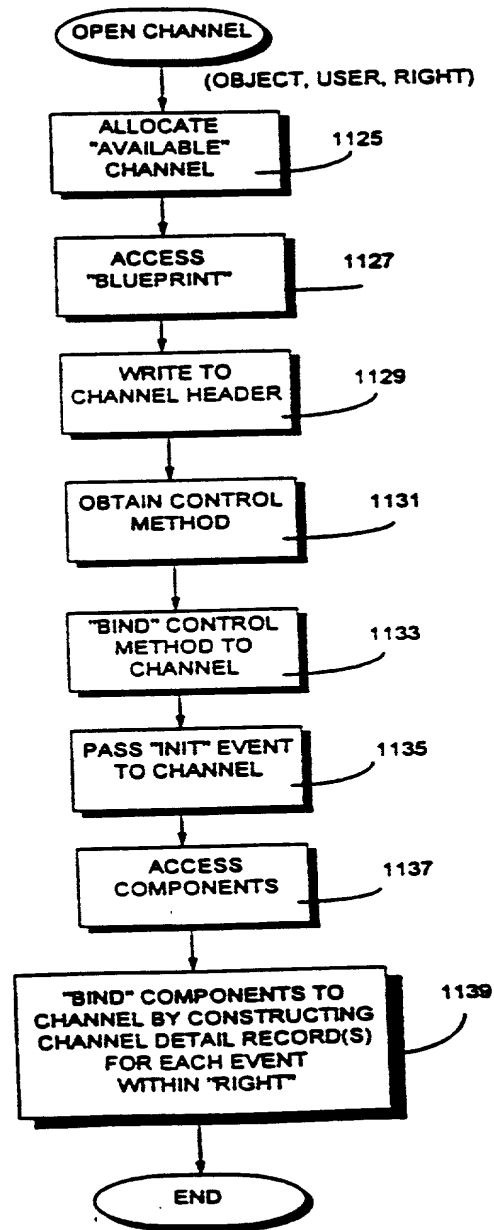 OPEN CHANNEL
(OBJECT, USER, RIGHT)
ALLOCATE
"AVAILABLE"
CHANNEL
1125
ACCESS
"BLUEPRINT"
1127
WRITE TO
CHANNEL HEADER
1129
OBTAIN CONTROL
METHOD
1131
"BIND" CONTROL
METHOD TO
CHANNEL
1133
PASS "INIT" EVENT
TO CHANNEL
1135
ACCESS
COMPONENTS
1137
"BIND" COMPONENTS TO
CHANNEL BY CONSTRUCTING
CHANNEL DETAIL RECORD(S)
FOR EACH EVENT
WITHIN "RIGHT"
1139
END